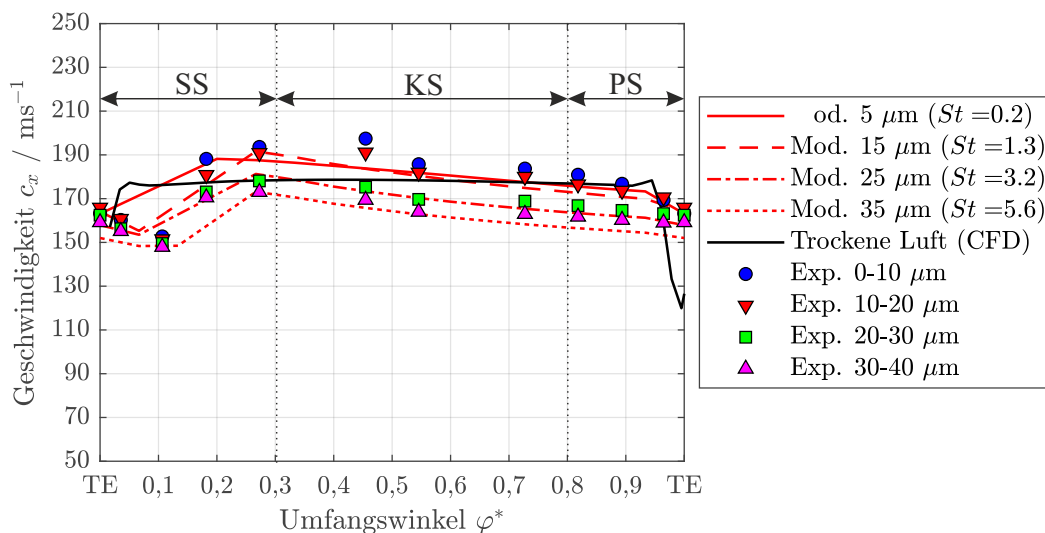 250
230
210
190
170
150
130
110
90
70
50
Geschwindigkeit c_x / ms⁻¹
SS KS PS
TE 0,1 0,2 0,3 0,4 0,5 0,6 0,7 0,8 0,9 TE
Umfangswinkel φ*
od. 5 μm (St =0.2)
Mod. 15 μm (St =1.3)
Mod. 25 μm (St =3.2)
Mod. 35 μm (St =5.6)
Trockene Luft (CFD)
Exp. 0-10 μm
Exp. 10-20 μm
Exp. 20-30 μm
Exp. 30-40 μm